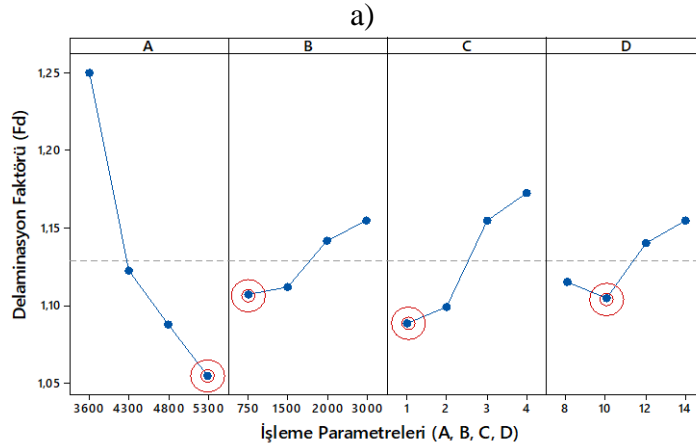 a)
A B C D
Delaminasyon Faktörü (Fd)
1,25
1,20
1,15
1,10
1,05
3600 4300 4800 5300 750 1500 2000 3000 1 2 3 4 8 10 12 14
İşleme Parametreleri (A, B, C, D)